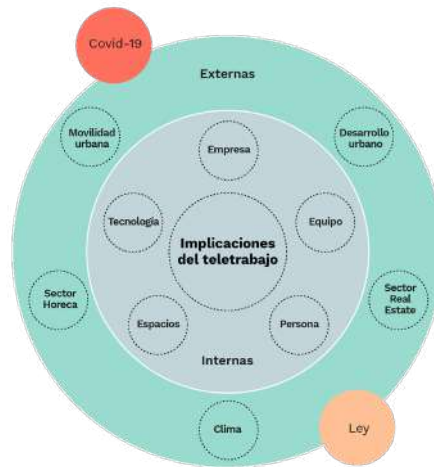 Covid-19
Externas
Movilidad
urbana
Desarrollo
urbano
Empresa
Tecnología
Equipo
Implicaciones
del teletrabajo
Sector
Horeca
Sector
Real
Estate
Espacios
Persona
Internas
Clima
Ley